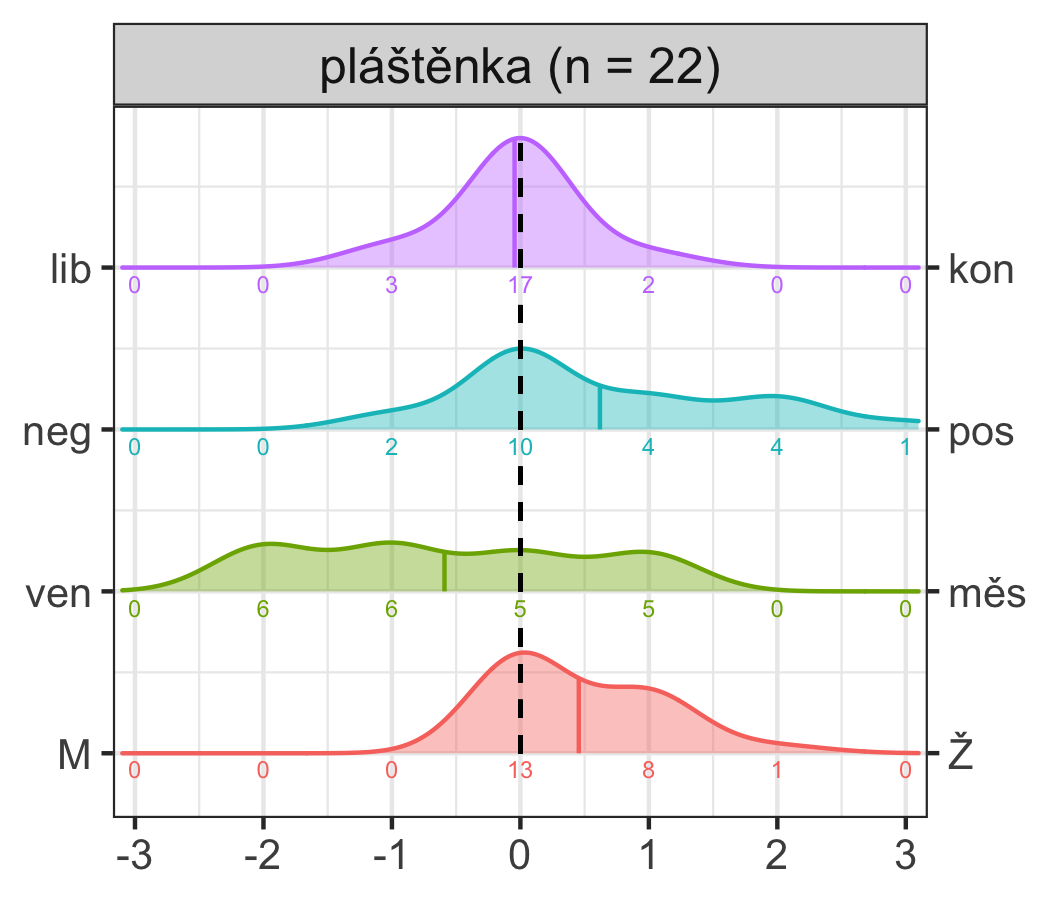 pláštěnka (n = 22)
lib kon
0 0 3 17 2 0 0
neg pos
0 0 2 10 4 4 1
ven měs
0 6 6 5 5 0 0
M Ž
0 0 0 13 8 1 0
-3 -2 -1 0 1 2 3